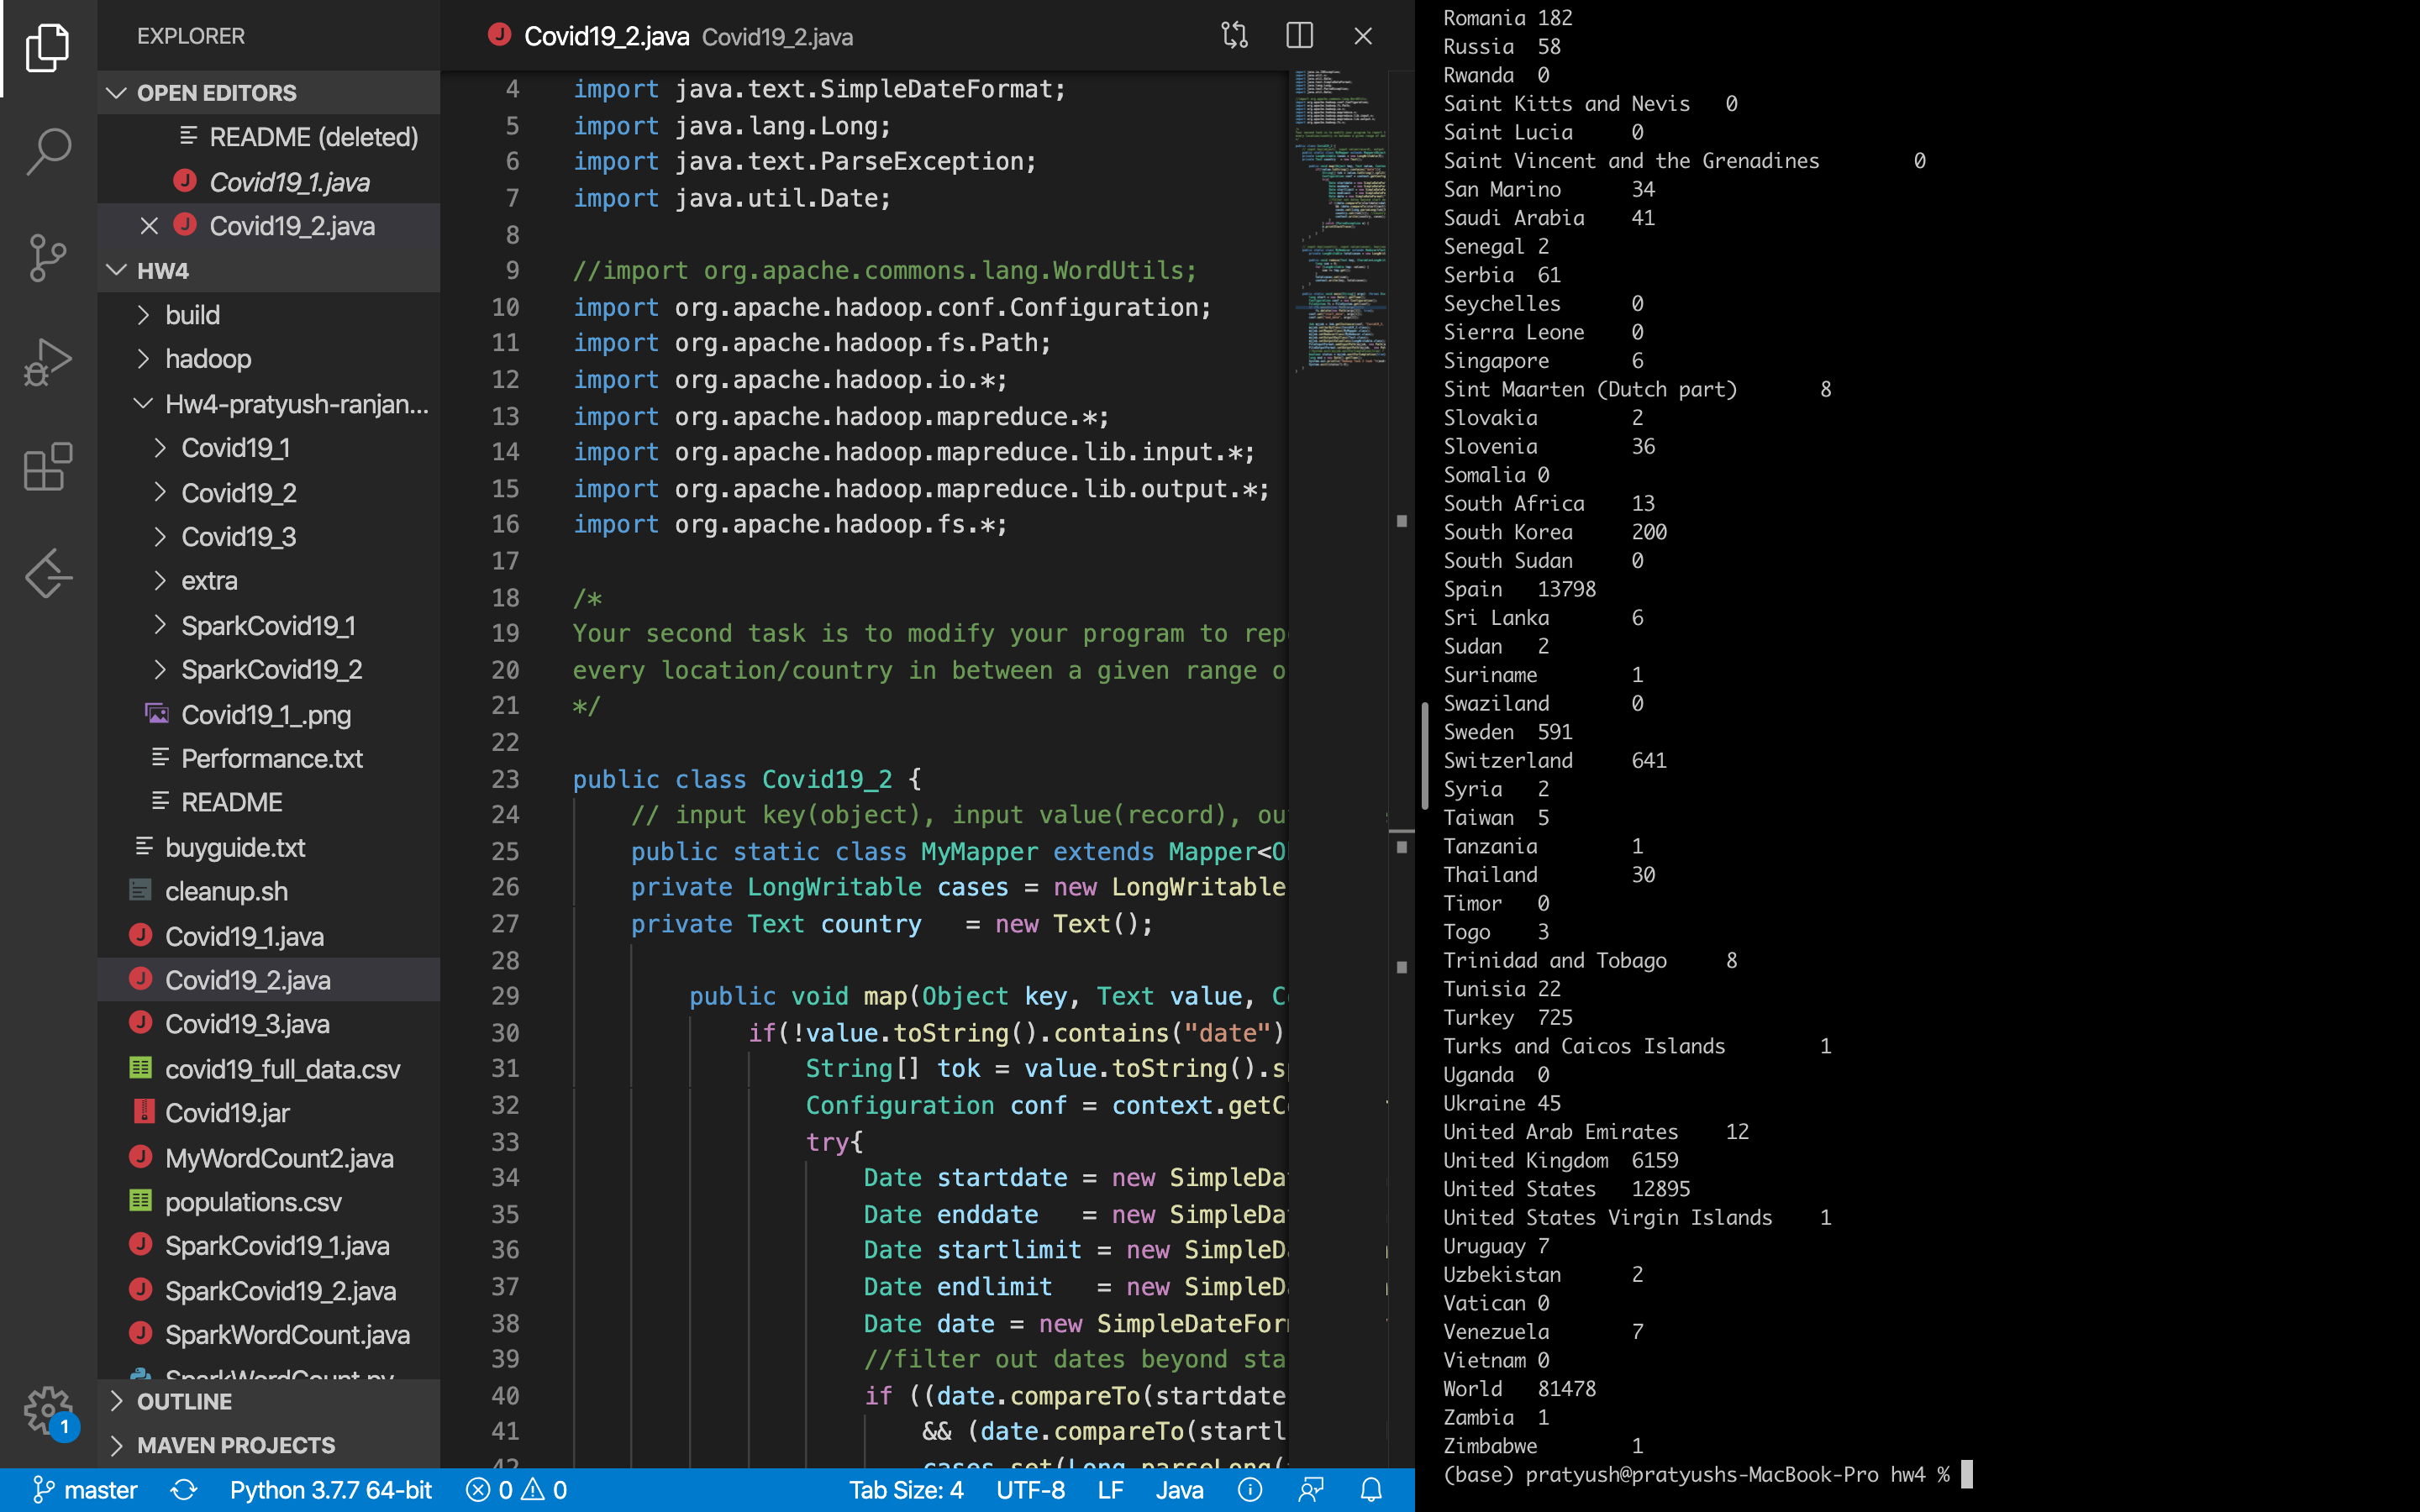 EXPLORER
OPEN EDITORS
README (deleted)
Covid19_1.java
Covid19_2.java
HW4
build
hadoop
Hw4-pratyush-ranjan...
Covid19_1
Covid19_2
Covid19_3
extra
SparkCovid19_1
SparkCovid19_2
Covid19_1_.png
Performance.txt
README
buyguide.txt
cleanup.sh
Covid19_1.java
Covid19_2.java
Covid19_3.java
covid19_full_data.csv
Covid19.jar
MyWordCount2.java
populations.csv
SparkCovid19_1.java
SparkCovid19_2.java
SparkWordCount.java
SparkWordCount.py
OUTLINE
MAVEN PROJECTS
1
Covid19_2.java Covid19_2.java
4 import java.text.SimpleDateFormat;
5 import java.lang.Long;
6 import java.text.ParseException;
7 import java.util.Date;
8
9 //import org.apache.commons.lang.WordUtils;
10 import org.apache.hadoop.conf.Configuration;
11 import org.apache.hadoop.fs.Path;
12 import org.apache.hadoop.io.*;
13 import org.apache.hadoop.mapreduce.*;
14 import org.apache.hadoop.mapreduce.lib.input.*;
15 import org.apache.hadoop.mapreduce.lib.output.*;
16 import org.apache.hadoop.fs.*;
17
18 /*
19 Your second task is to modify your program to rep
20 every location/country in between a given range o
21 */
22
23 public class Covid19_2 {
24 // input key(object), input value(record), ou
25 public static class MyMapper extends Mapper<O
26 private LongWritable cases = new LongWritable
27 private Text country   = new Text();
28
29 public void map(Object key, Text value, C
30 if(!value.toString().contains("date")
31 String[] tok = value.toString().s
32 Configuration conf = context.getC
33 try{
34 Date startdate = new SimpleDa
35 Date enddate   = new SimpleDa
36 Date startlimit = new SimpleD
37 Date endlimit   = new SimpleD
38 Date date = new SimpleDateFor
39 //filter out dates beyond sta
40 if ((date.compareTo(startdate
41 && (date.compareTo(startl
42 cases.set(Long.parseLong(
Romania 182
Russia 58
Rwanda 0
Saint Kitts and Nevis 0
Saint Lucia 0
Saint Vincent and the Grenadines 0
San Marino 34
Saudi Arabia 41
Senegal 2
Serbia 61
Seychelles 0
Sierra Leone 0
Singapore 6
Sint Maarten (Dutch part) 8
Slovakia 2
Slovenia 36
Somalia 0
South Africa 13
South Korea 200
South Sudan 0
Spain 13798
Sri Lanka 6
Sudan 2
Suriname 1
Swaziland 0
Sweden 591
Switzerland 641
Syria 2
Taiwan 5
Tanzania 1
Thailand 30
Timor 0
Togo 3
Trinidad and Tobago 8
Tunisia 22
Turkey 725
Turks and Caicos Islands 1
Uganda 0
Ukraine 45
United Arab Emirates 12
United Kingdom 6159
United States 12895
United States Virgin Islands 1
Uruguay 7
Uzbekistan 2
Vatican 0
Venezuela 7
Vietnam 0
World 81478
Zambia 1
Zimbabwe 1
(base) pratyush@pratyushs-MacBook-Pro hw4 %
master Python 3.7.7 64-bit 0 0 Tab Size: 4 UTF-8 LF Java